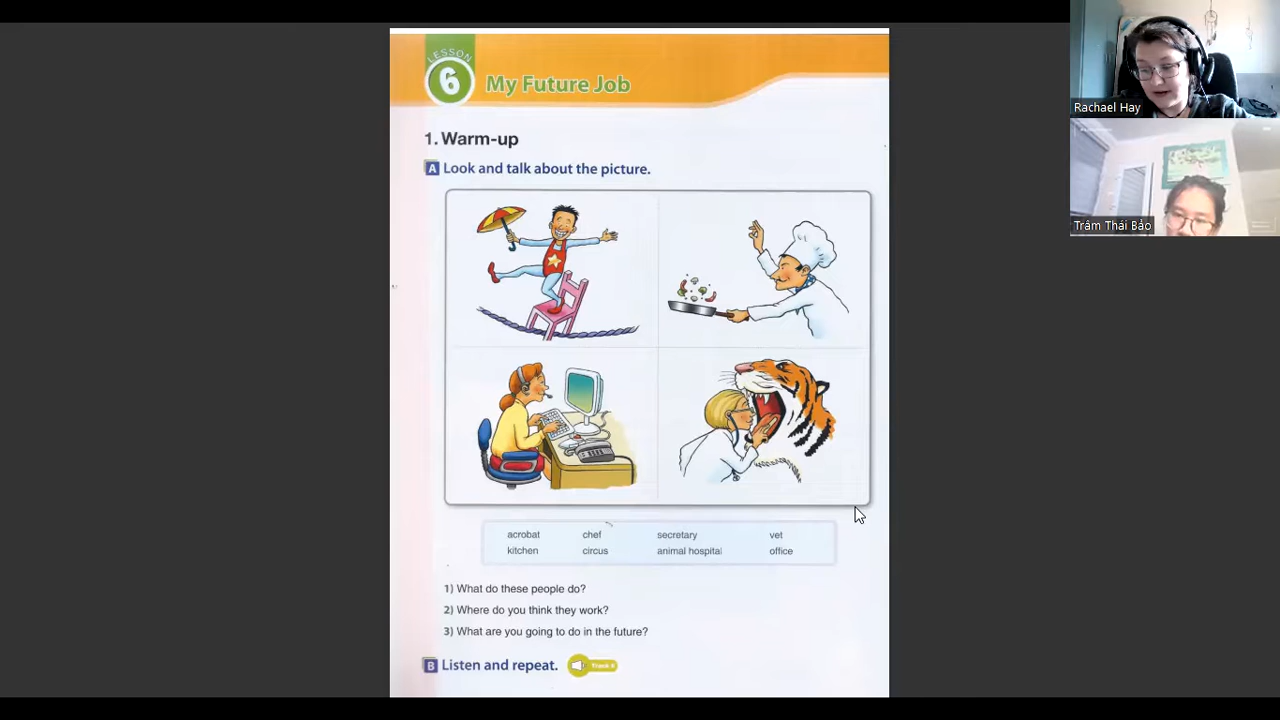 LESSON
6
My Future Job
1. Warm-up
A Look and talk about the picture.
acrobat chef secretary vet
kitchen circus animal hospital office
1) What do these people do?
2) Where do you think they work?
3) What are you going to do in the future?
B Listen and repeat.
Rachael Hay
Trâm Thái Bảo